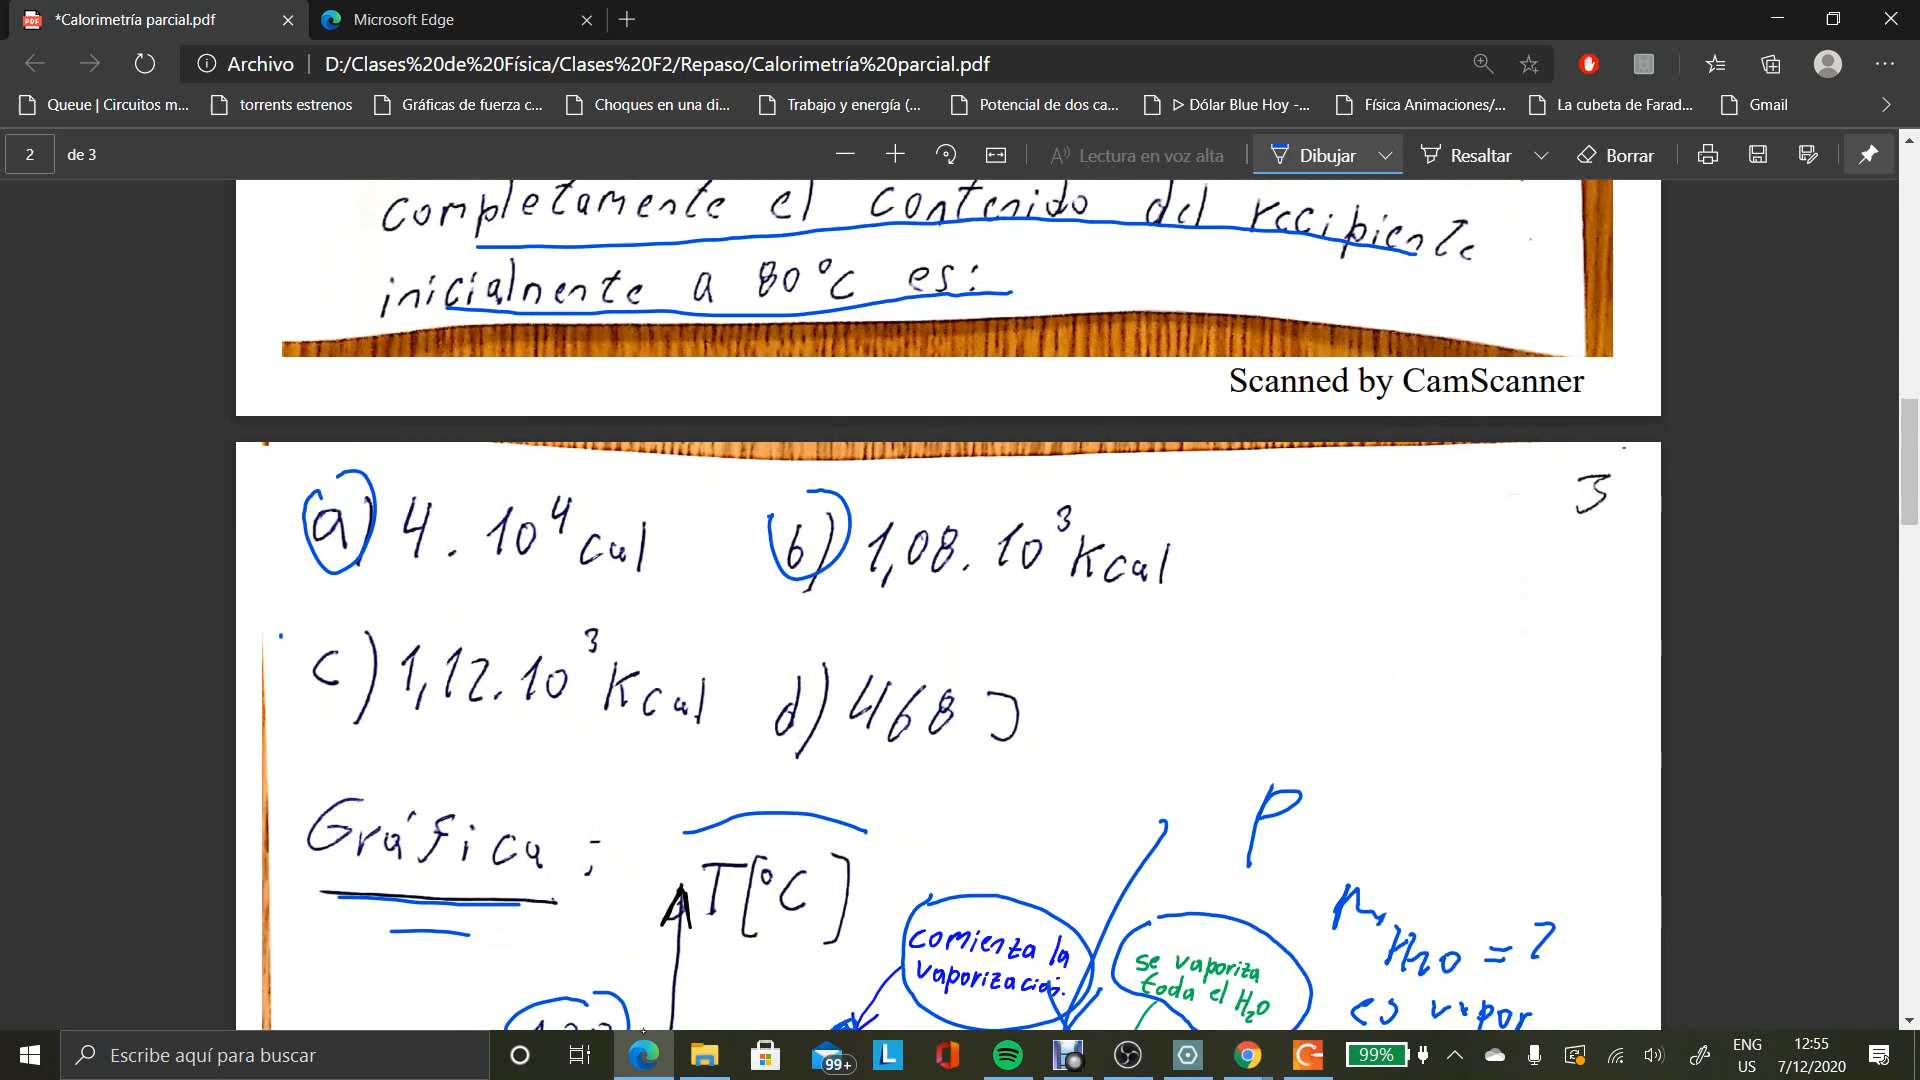 *Calorimetría parcial.pdf
Microsoft Edge
Archivo
D:/Clases%20de%20Física/Clases%20F2/Repaso/Calorimetría%20parcial.pdf
Queue | Circuitos m...
torrents estrenos
Gráficas de fuerza c...
Choques en una di...
Trabajo y energía (...
Potencial de dos ca...
ᐅ Dólar Blue Hoy -...
Física Animaciones/...
La cubeta de Farad...
Gmail
2
de 3
Lectura en voz alta
Dibujar
Resaltar
Borrar
completamente el contenido del recipiente
inicialmente a 80°C es:
Scanned by CamScanner
3
a) 4 . 10⁴ cal
b) 1,08. 10³ Kcal
c) 1,12. 10³ Kcal
d) 468 J
Gráfica :
T[°C]
P
comienza la
vaporización.
se vaporiza
toda el H₂O
H₂O = ?
es vapor
Escribe aquí para buscar
99+
99%
ENG
US
12:55
7/12/2020